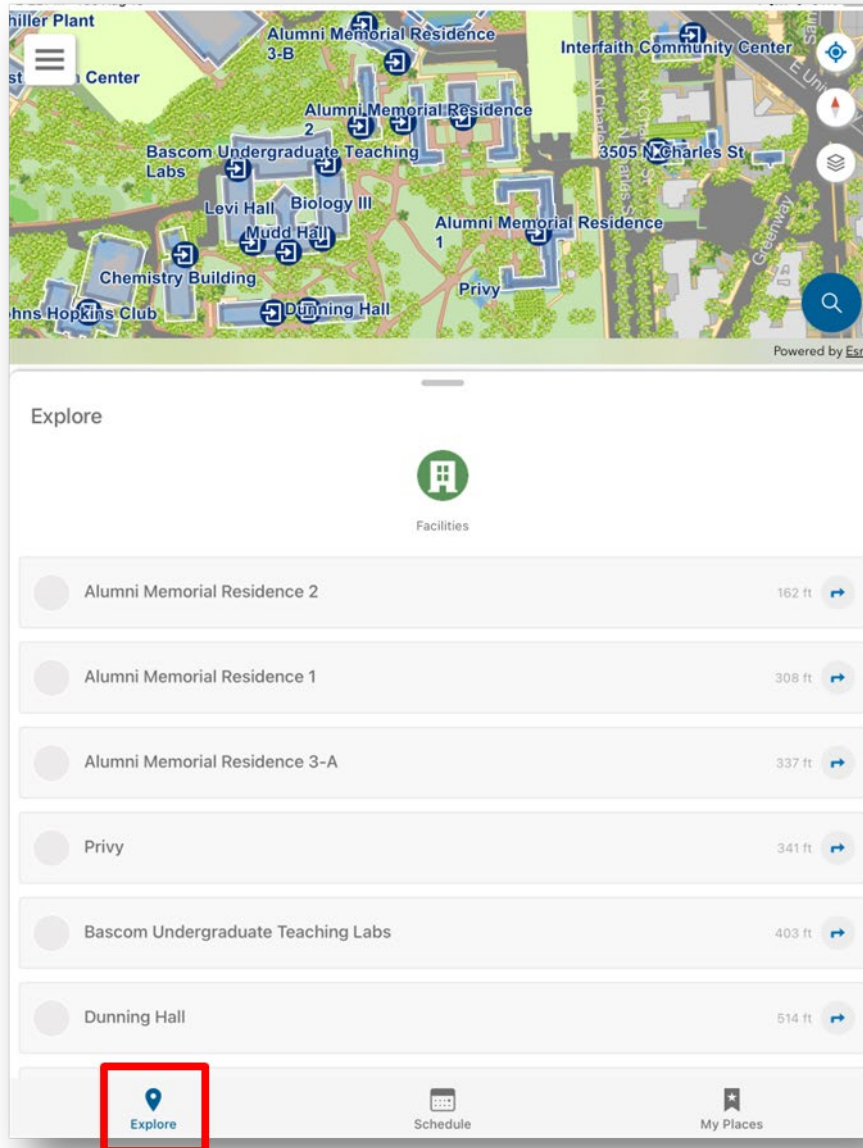 hiller Plant
Alumni Memorial Residence
3-B
Interfaith Community Center
Center
Alumni Memorial Residence
2
Bascom Undergraduate Teaching
Labs
3505 N Charles St
Levi Hall
Biology III
Mudd Hall
Alumni Memorial Residence
1
Greenway
Chemistry Building
Privy
hns Hopkins Club
Dunning Hall
Powered by Esr
Explore
Facilities
Alumni Memorial Residence 2
162 ft
Alumni Memorial Residence 1
308 ft
Alumni Memorial Residence 3-A
337 ft
Privy
341 ft
Bascom Undergraduate Teaching Labs
403 ft
Dunning Hall
514 ft
Explore
Schedule
My Places